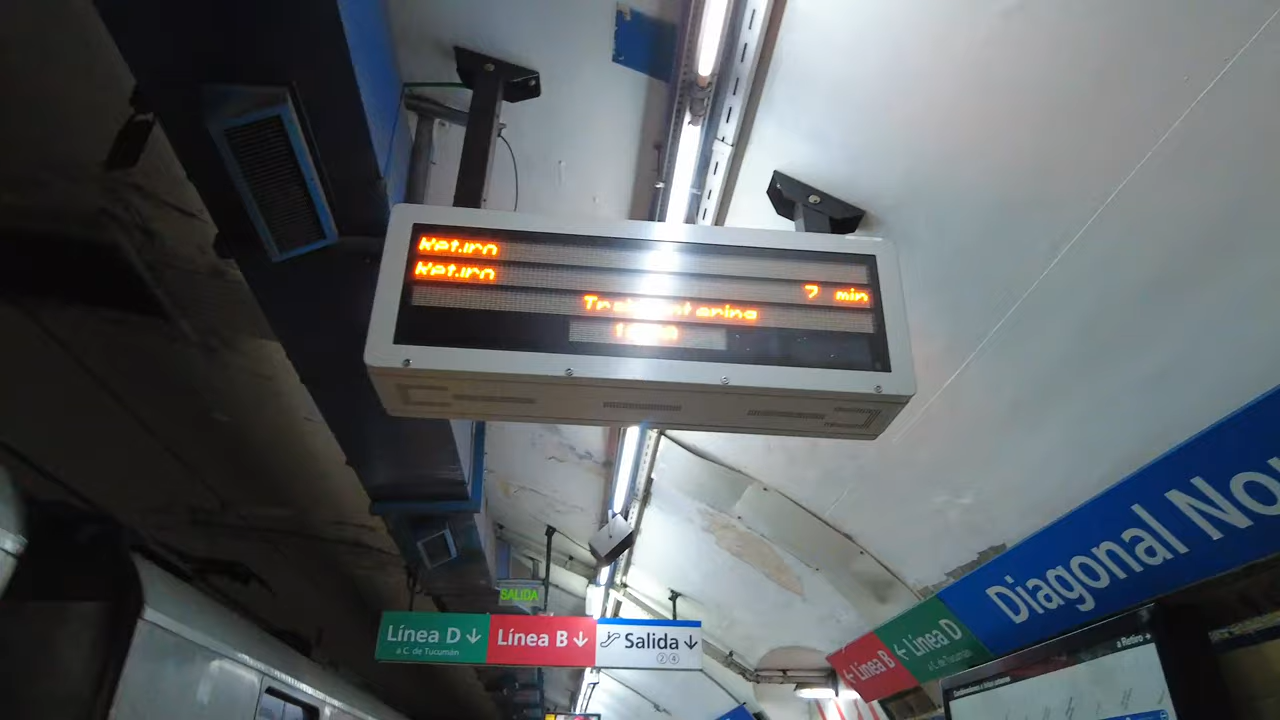 Retiro
Retiro
7 min
Diagonal No
SALIDA
Línea D ↓
a C. de Tucumán
Línea B ↓
Salida ↓
2 4
← Línea B
← Línea D
a C. de Tucumán
a Retiro →